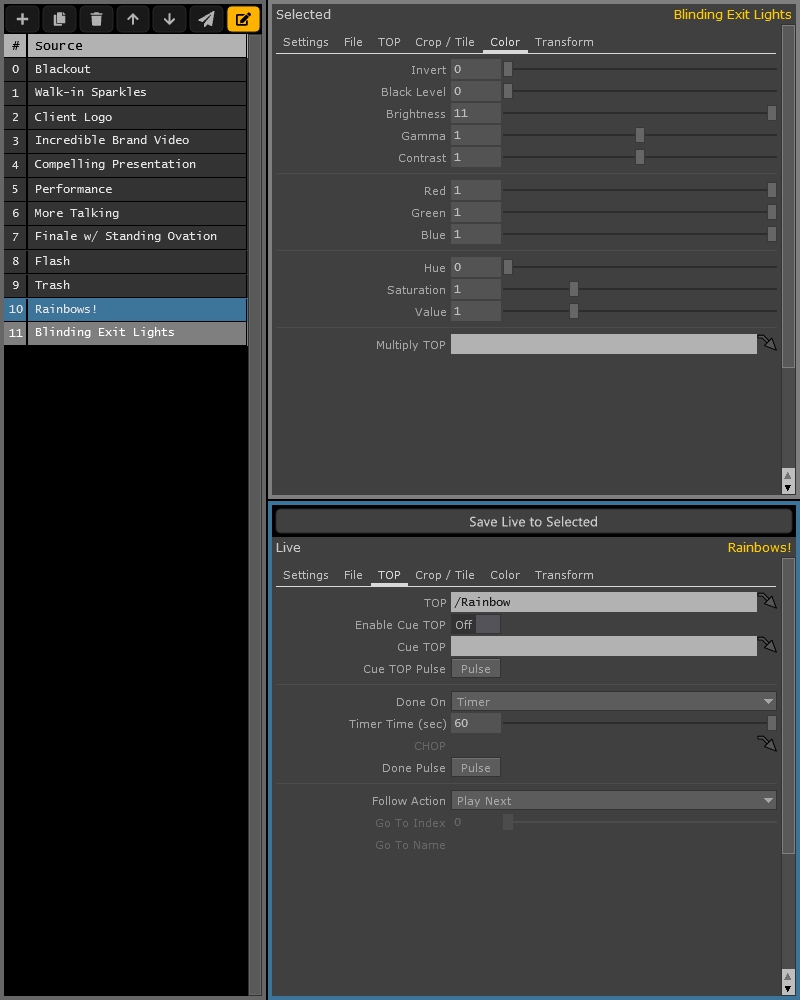 # Source
0 Blackout
1 Walk-in Sparkles
2 Client Logo
3 Incredible Brand Video
4 Compelling Presentation
5 Performance
6 More Talking
7 Finale w/ Standing Ovation
8 Flash
9 Trash
10 Rainbows!
11 Blinding Exit Lights
Selected Blinding Exit Lights
Settings File TOP Crop / Tile Color Transform
Invert 0
Black Level 0
Brightness 11
Gamma 1
Contrast 1
Red 1
Green 1
Blue 1
Hue 0
Saturation 1
Value 1
Multiply TOP
Save Live to Selected
Live Rainbows!
Settings File TOP Crop / Tile Color Transform
TOP /Rainbow
Enable Cue TOP Off
Cue TOP
Cue TOP Pulse Pulse
Done On Timer
Timer Time (sec) 60
CHOP
Done Pulse Pulse
Follow Action Play Next
Go To Index 0
Go To Name